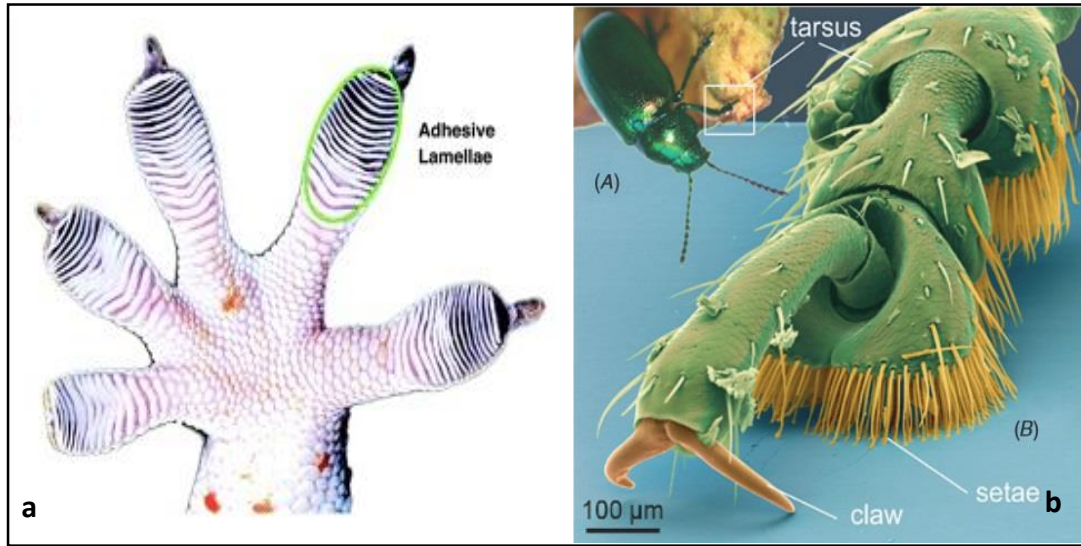 Adhesive
Lamellae
a
tarsus
(A)
(B)
setae
b
claw
100 µm